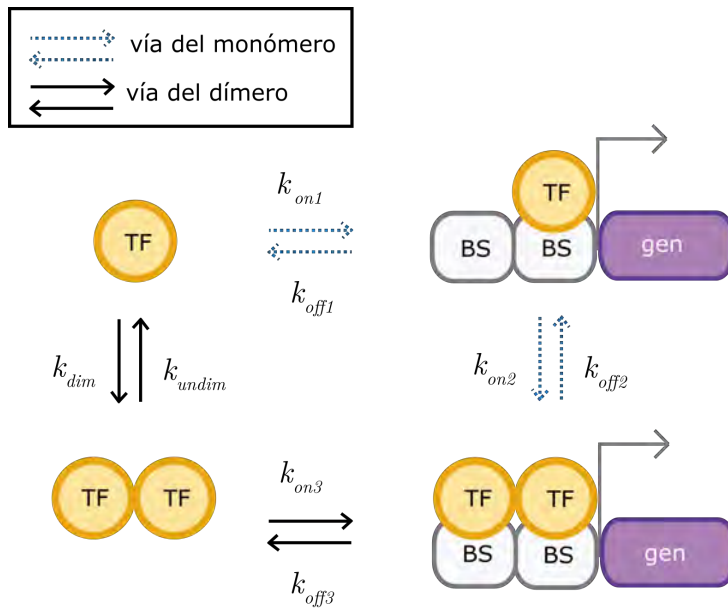 vía del monómero
vía del dímero
k_on1
TF
TF
BS
BS
gen
k_off1
k_dim
k_undim
k_on2
k_off2
k_on3
TF
TF
TF
TF
BS
BS
gen
k_off3